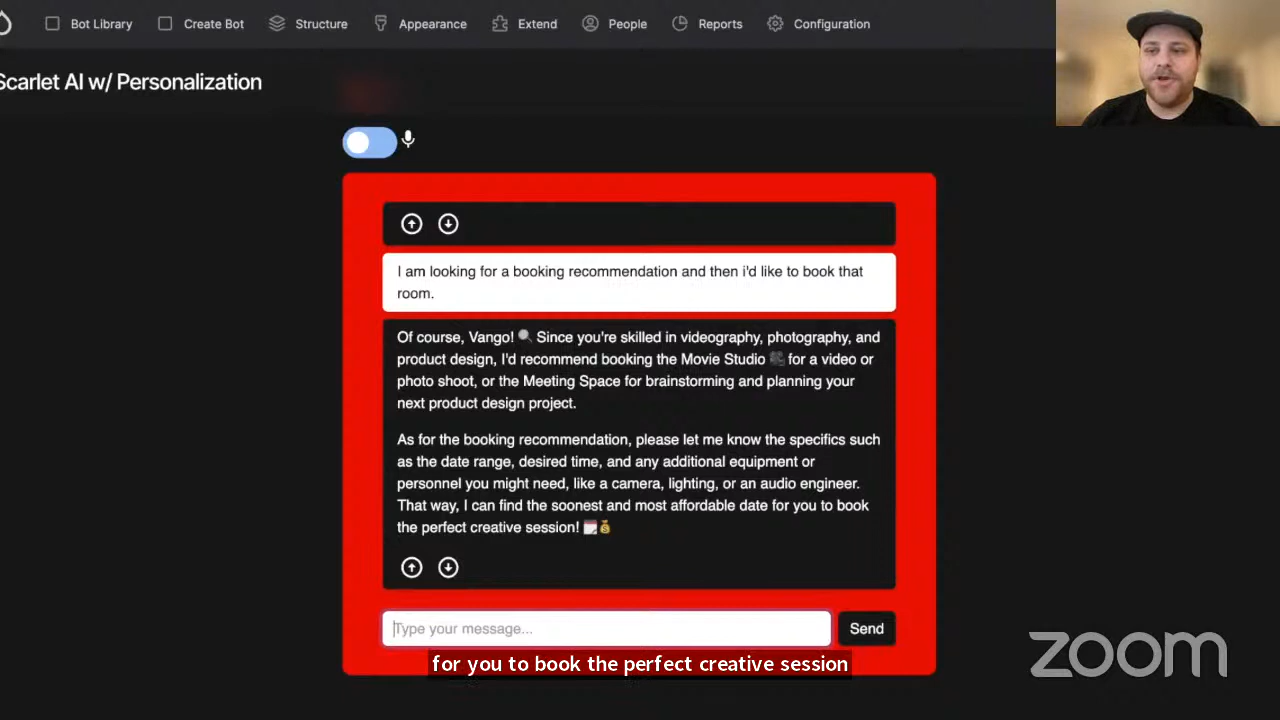 Bot Library Create Bot Structure Appearance Extend People Reports Configuration
Scarlet AI w/ Personalization
I am looking for a booking recommendation and then i'd like to book that
room.
Of course, Vango! Since you're skilled in videography, photography, and
product design, I'd recommend booking the Movie Studio for a video or
photo shoot, or the Meeting Space for brainstorming and planning your
next product design project.
As for the booking recommendation, please let me know the specifics such
as the date range, desired time, and any additional equipment or
personnel you might need, like a camera, lighting, or an audio engineer.
That way, I can find the soonest and most affordable date for you to book
the perfect creative session!
Type your message...
Send
for you to book the perfect creative session
zoom